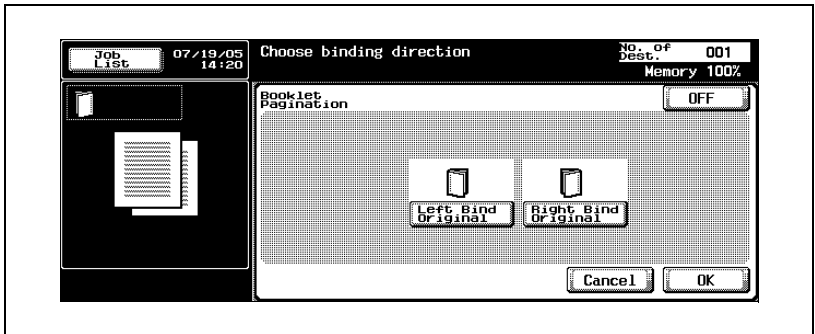 Job
List
07/19/05
14:20
Choose binding direction
No. of
Dest.
001
Memory 100%
Booklet
Pagination
OFF
Left Bind
Original
Right Bind
Original
Cancel
OK